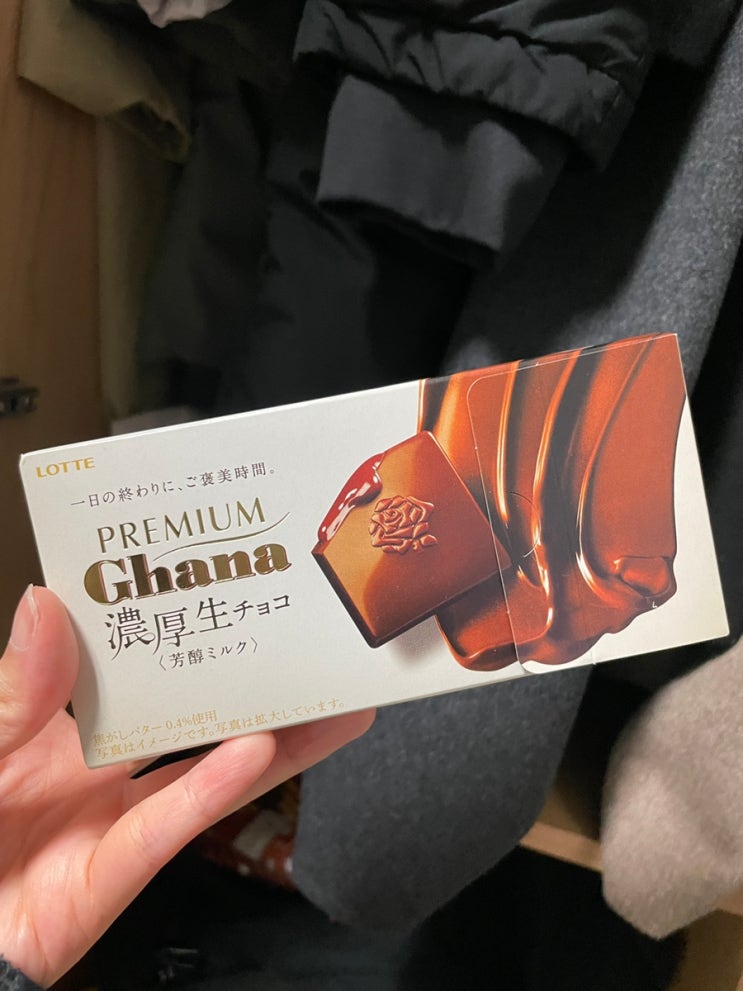 LOTTE
一日の終わりに、ご褒美時間。
PREMIUM
Ghana
濃厚生チョコ
〈芳醇ミルク〉
焦がしバター 0.4%使用
写真はイメージです。写真は拡大しています。